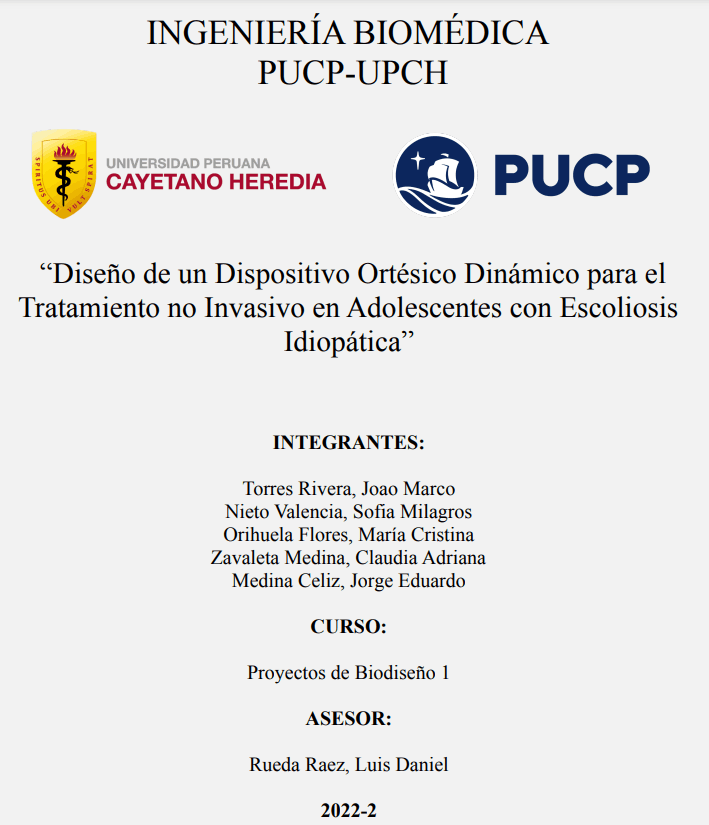 INGENIERÍA BIOMÉDICA
PUCP-UPCH
SPIRITUS UBI VULT SPIRAT
UNIVERSIDAD PERUANA
CAYETANO HEREDIA
PUCP
“Diseño de un Dispositivo Ortésico Dinámico para el
Tratamiento no Invasivo en Adolescentes con Escoliosis
Idiopática”
INTEGRANTES:
Torres Rivera, Joao Marco
Nieto Valencia, Sofia Milagros
Orihuela Flores, María Cristina
Zavaleta Medina, Claudia Adriana
Medina Celiz, Jorge Eduardo
CURSO:
Proyectos de Biodiseño 1
ASESOR:
Rueda Raez, Luis Daniel
2022-2